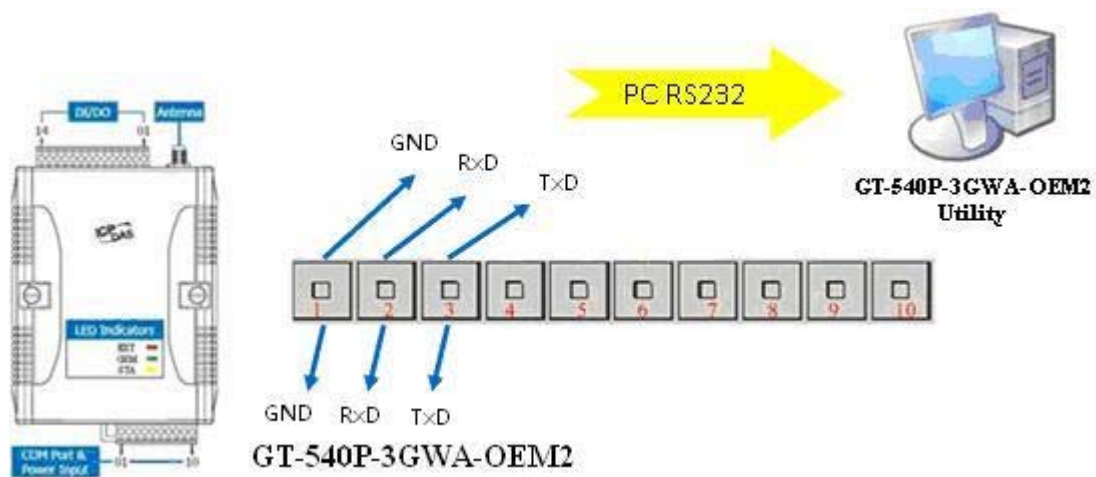 DI/DO
Antenna
14
01
ICP
DAS
LED Indicators
EXT
GSM
STA
COM Port &
Power Input
01
10
PC RS232
GT-540P-3GWA-OEM2
Utility
GND
RxD
TxD
1
2
3
4
5
6
7
8
9
10
GND
RxD
TxD
GT-540P-3GWA-OEM2